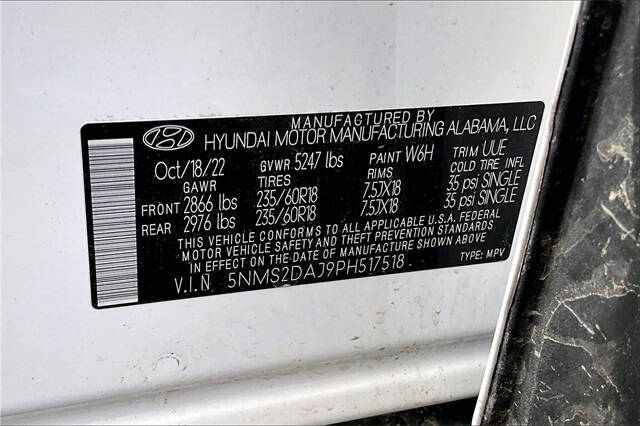 MANUFACTURED BY
HYUNDAI MOTOR MANUFACTURING ALABAMA, LLC
Oct/18/22 GVWR 5247 lbs PAINT W6H TRIM UUE
GAWR TIRES RIMS COLD TIRE INFL
FRONT 2866 lbs 235/60R18 7.5JX18 35 psi SINGLE
REAR 2976 lbs 235/60R18 7.5JX18 35 psi SINGLE
THIS VEHICLE CONFORMS TO ALL APPLICABLE U.S.A. FEDERAL
MOTOR VEHICLE SAFETY AND THEFT PREVENTION STANDARDS
IN EFFECT ON THE DATE OF MANUFACTURE SHOWN ABOVE.
V.I.N 5NMS2DAJ9PH517518 TYPE: MPV